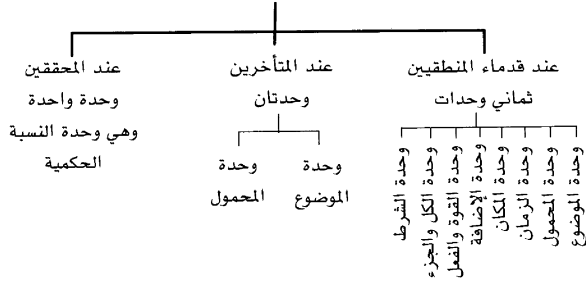 عند قدماء المنطقيين
ثماني وحدات
وحدة الموضوع
وحدة المحمول
وحدة الزمان
وحدة المكان
وحدة الإضافة
وحدة القوة والفعل
وحدة الكل والجزء
وحدة الشرط
عند المتأخرين
وحدتان
وحدة
الموضوع
وحدة
المحمول
عند المحققين
وحدة واحدة
وهي وحدة النسبة
الحكمية